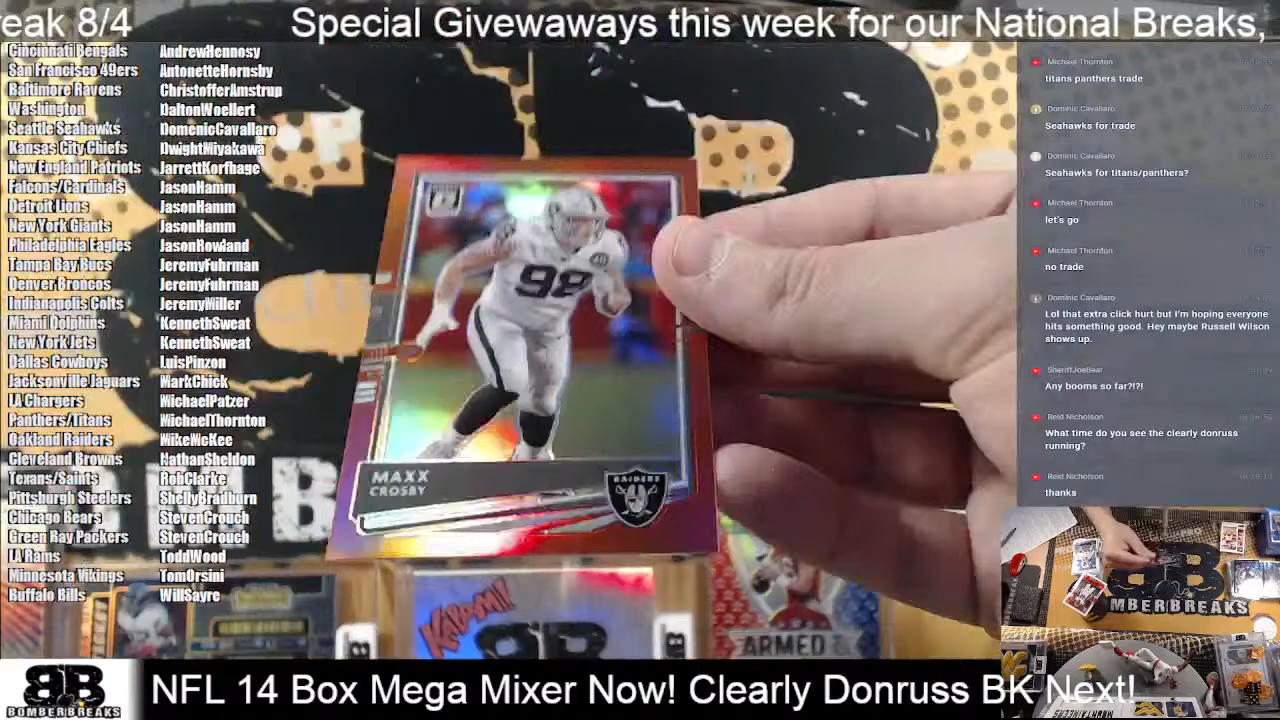 eak 8/4
Special Givewaways this week for our National Breaks,
Cincinnati Bengals AndrewHennosy
San Francisco 49ers AntonetteHornsby
Baltimore Ravens ChristofferAmstrup
Washington DaltonWoellert
Seattle Seahawks DomenicCavallaro
Kansas City Chiefs DwightMiyakawa
New England Patriots JarrettKorfhage
Falcons/Cardinals JasonHamm
Detroit Lions JasonHamm
New York Giants JasonHamm
Philadelphia Eagles JasonRowland
Tampa Bay Bucs JeremyFuhrman
Denver Broncos JeremyFuhrman
Indianapolis Colts JeremyMiller
Miami Dolphins KennethSweat
New York Jets KennethSweat
Dallas Cowboys LuisPinzon
Jacksonville Jaguars MarkChick
LA Chargers MichaelPatzer
Panthers/Titans MichaelThornton
Oakland Raiders MikeMcKee
Cleveland Browns NathanSheldon
Texans/Saints RobClarke
Pittsburgh Steelers ShellyBradburn
Chicago Bears StevenCrouch
Green Bay Packers StevenCrouch
LA Rams ToddWood
Minnesota Vikings TomOrsini
Buffalo Bills WillSayre
98
MAXX
CROSBY
RAIDERS
KABOOM!
BB
ARMED &
Michael Thornton
titans panthers trade
Dominic Cavallaro
Seahawks for trade
Dominic Cavallaro
Seahawks for titans/panthers?
Michael Thornton
let's go
Michael Thornton
no trade
Dominic Cavallaro
Lol that extra click hurt but I'm hoping everyone
hits something good. Hey maybe Russell Wilson
shows up.
SheriffJoeBear
Any booms so far?!?!
Reid Nicholson
What time do you see the clearly donruss
running?
Reid Nicholson
thanks
BB
MBERBREAKS
BB
BOMBERBREAKS
NFL 14 Box Mega Mixer Now! Clearly Donruss BK Next!